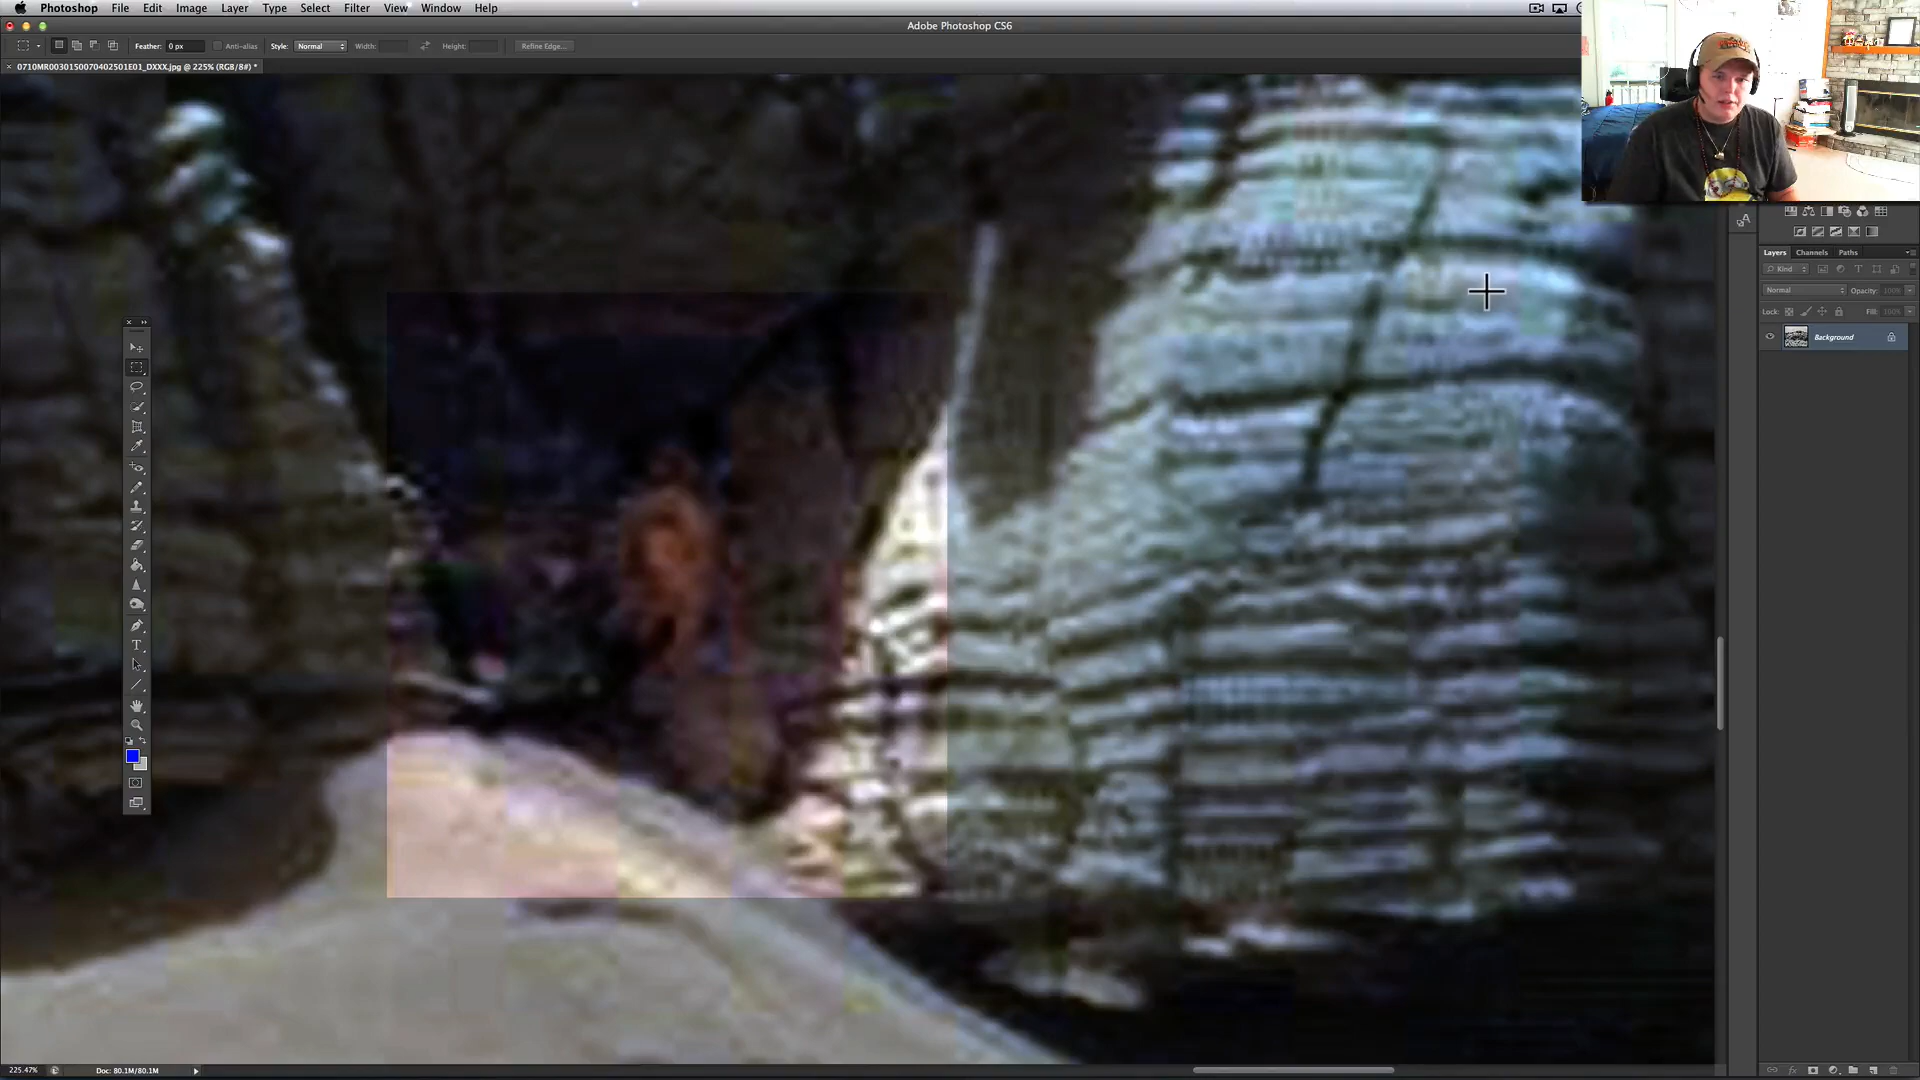 Photoshop File Edit Image Layer Type Select Filter View Window Help
Adobe Photoshop CS6
Feather: 0 px Anti-alias Style: Normal Width: Height: Refine Edge...
× 0710MR0030150070402501E01_DXXX.jpg @ 225% (RGB/8#) *
Layers Channels Paths
Kind
Normal Opacity: 100%
Lock: Fill: 100%
Background
225.47% Doc: 80.1M/80.1M